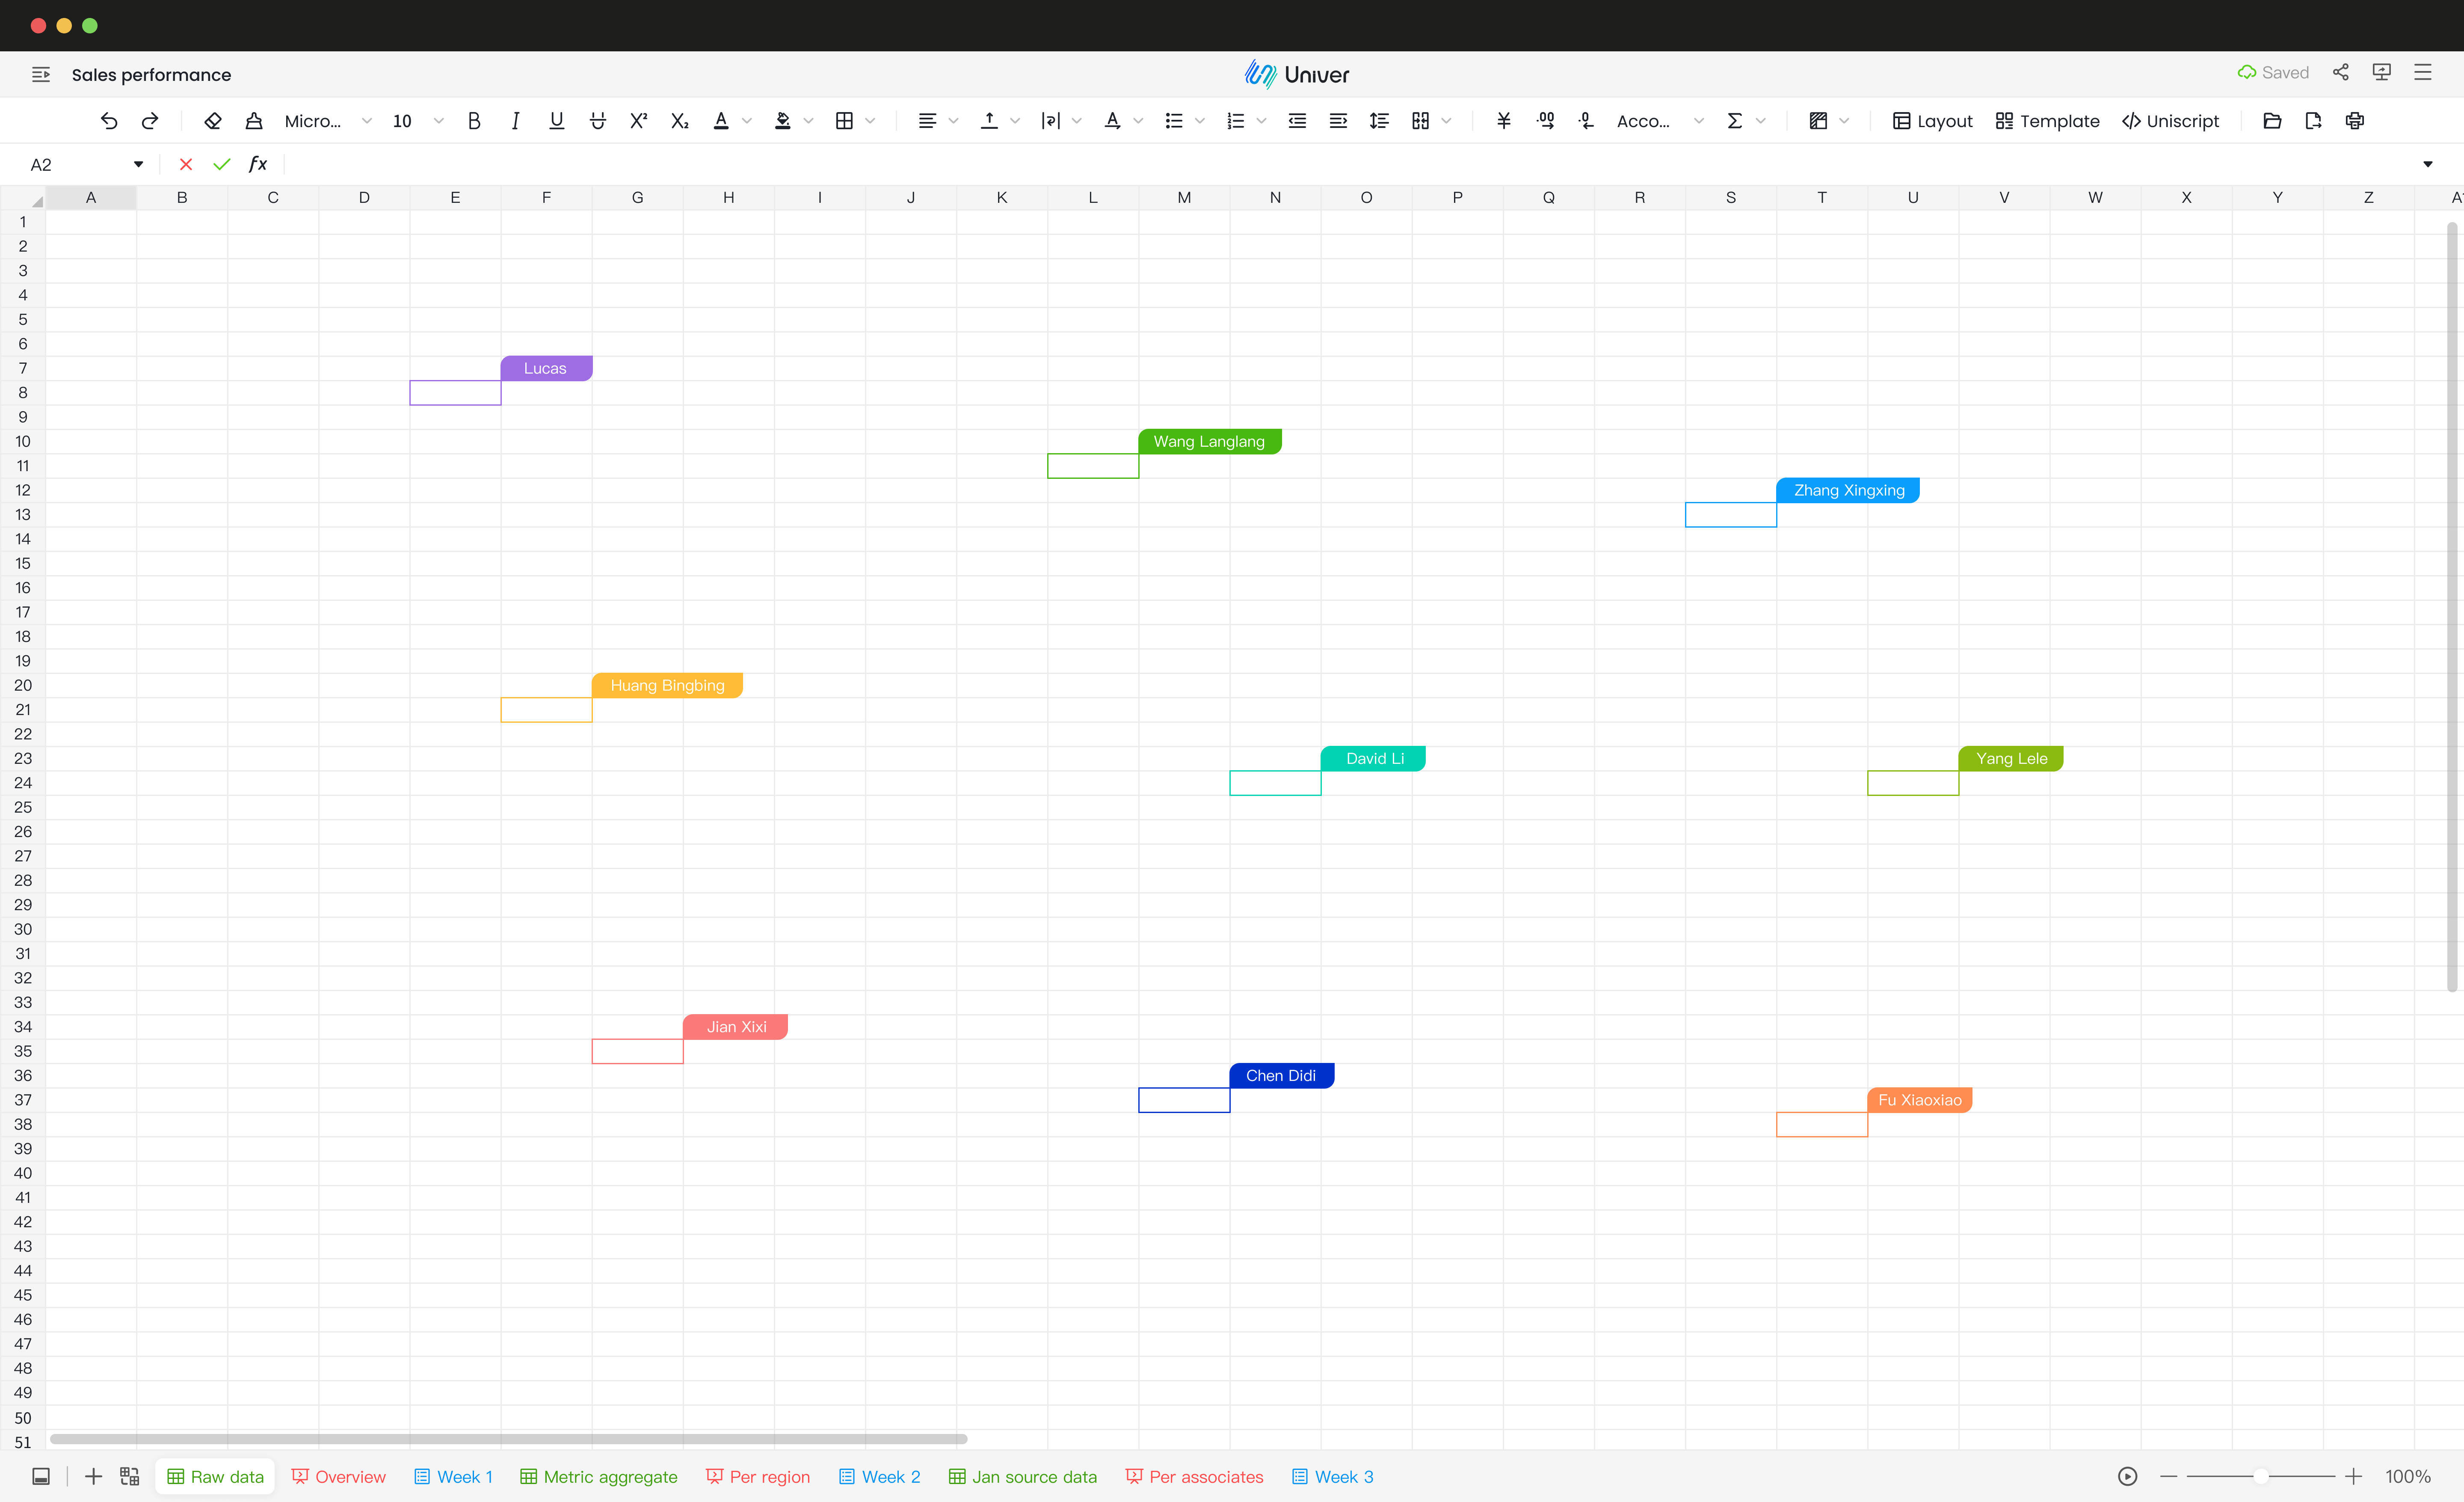 Sales performance
Univer
Saved
Micro...
10
B
I
U
X²
X₂
A
A
¥
.00
.0
Acco...
Σ
Layout
Template
Uniscript
A2
fx
A B C D E F G H I J K L M N O P Q R S T U V W X Y Z
1
2
3
4
5
6
7 Lucas
8
9
10 Wang Langlang
11
12 Zhang Xingxing
13
14
15
16
17
18
19
20 Huang Bingbing
21
22
23 David Li Yang Lele
24
25
26
27
28
29
30
31
32
33
34 Jian Xixi
35
36 Chen Didi
37 Fu Xiaoxiao
38
39
40
41
42
43
44
45
46
47
48
49
50
51
Raw data
Overview
Week 1
Metric aggregate
Per region
Week 2
Jan source data
Per associates
Week 3
100%